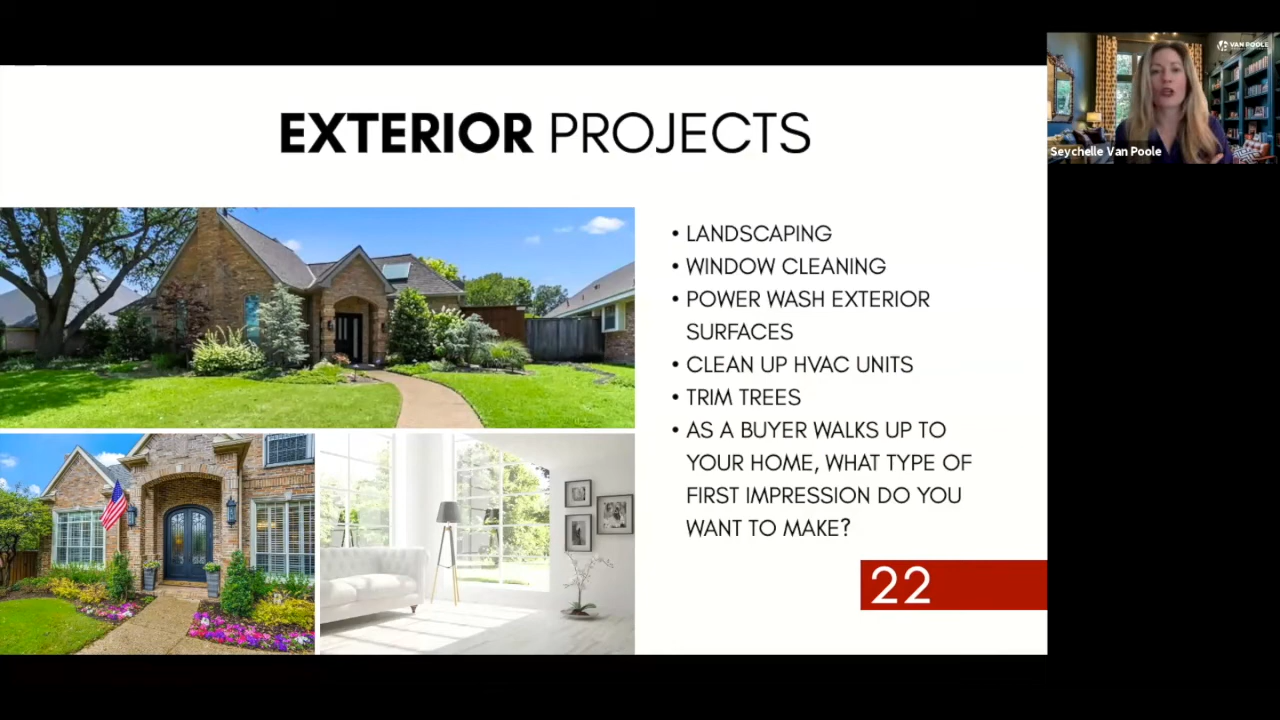 EXTERIOR PROJECTS
VAN POOLE
Seychelle Van Poole
• LANDSCAPING
• WINDOW CLEANING
• POWER WASH EXTERIOR
SURFACES
• CLEAN UP HVAC UNITS
• TRIM TREES
• AS A BUYER WALKS UP TO
YOUR HOME, WHAT TYPE OF
FIRST IMPRESSION DO YOU
WANT TO MAKE?
22